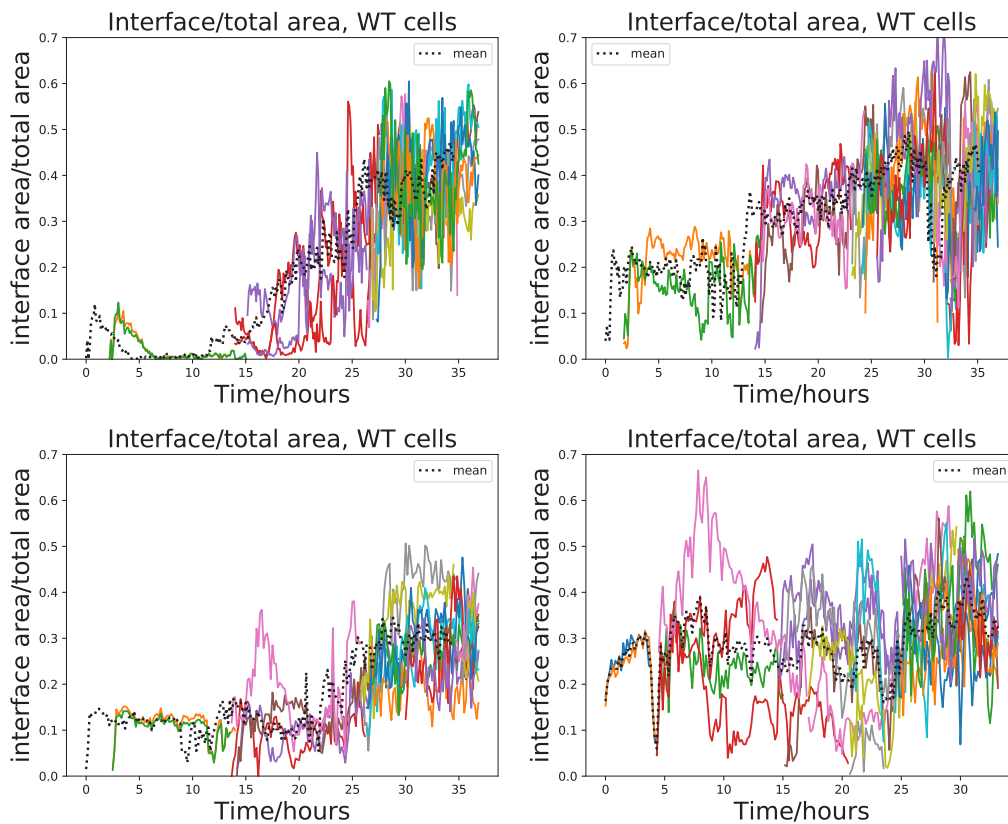 Interface/total area, WT cells
interface area/total area
0.7
0.6
0.5
0.4
0.3
0.2
0.1
0.0
mean
0 5 10 15 20 25 30 35
Time/hours
Interface/total area, WT cells
interface area/total area
0.7
0.6
0.5
0.4
0.3
0.2
0.1
0.0
mean
0 5 10 15 20 25 30 35
Time/hours
Interface/total area, WT cells
interface area/total area
0.7
0.6
0.5
0.4
0.3
0.2
0.1
0.0
mean
0 5 10 15 20 25 30 35
Time/hours
Interface/total area, WT cells
interface area/total area
0.7
0.6
0.5
0.4
0.3
0.2
0.1
0.0
mean
0 5 10 15 20 25 30
Time/hours